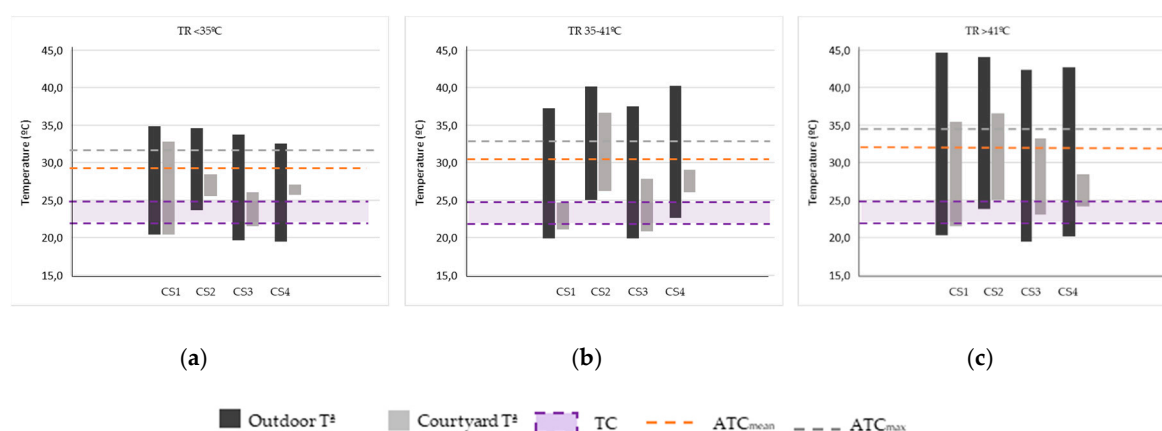 TR <35ºC
45,0
40,0
35,0
30,0
25,0
20,0
15,0
Temperature (ºC)
CS1 CS2 CS3 CS4
(a)
TR 35-41ºC
45,0
40,0
35,0
30,0
25,0
20,0
15,0
Temperature (ºC)
CS1 CS2 CS3 CS4
(b)
TR >41ºC
45,0
40,0
35,0
30,0
25,0
20,0
15,0
Temperature (ºC)
CS1 CS2 CS3 CS4
(c)
Outdoor Tª Courtyard Tª TC ATCmean ATCmax